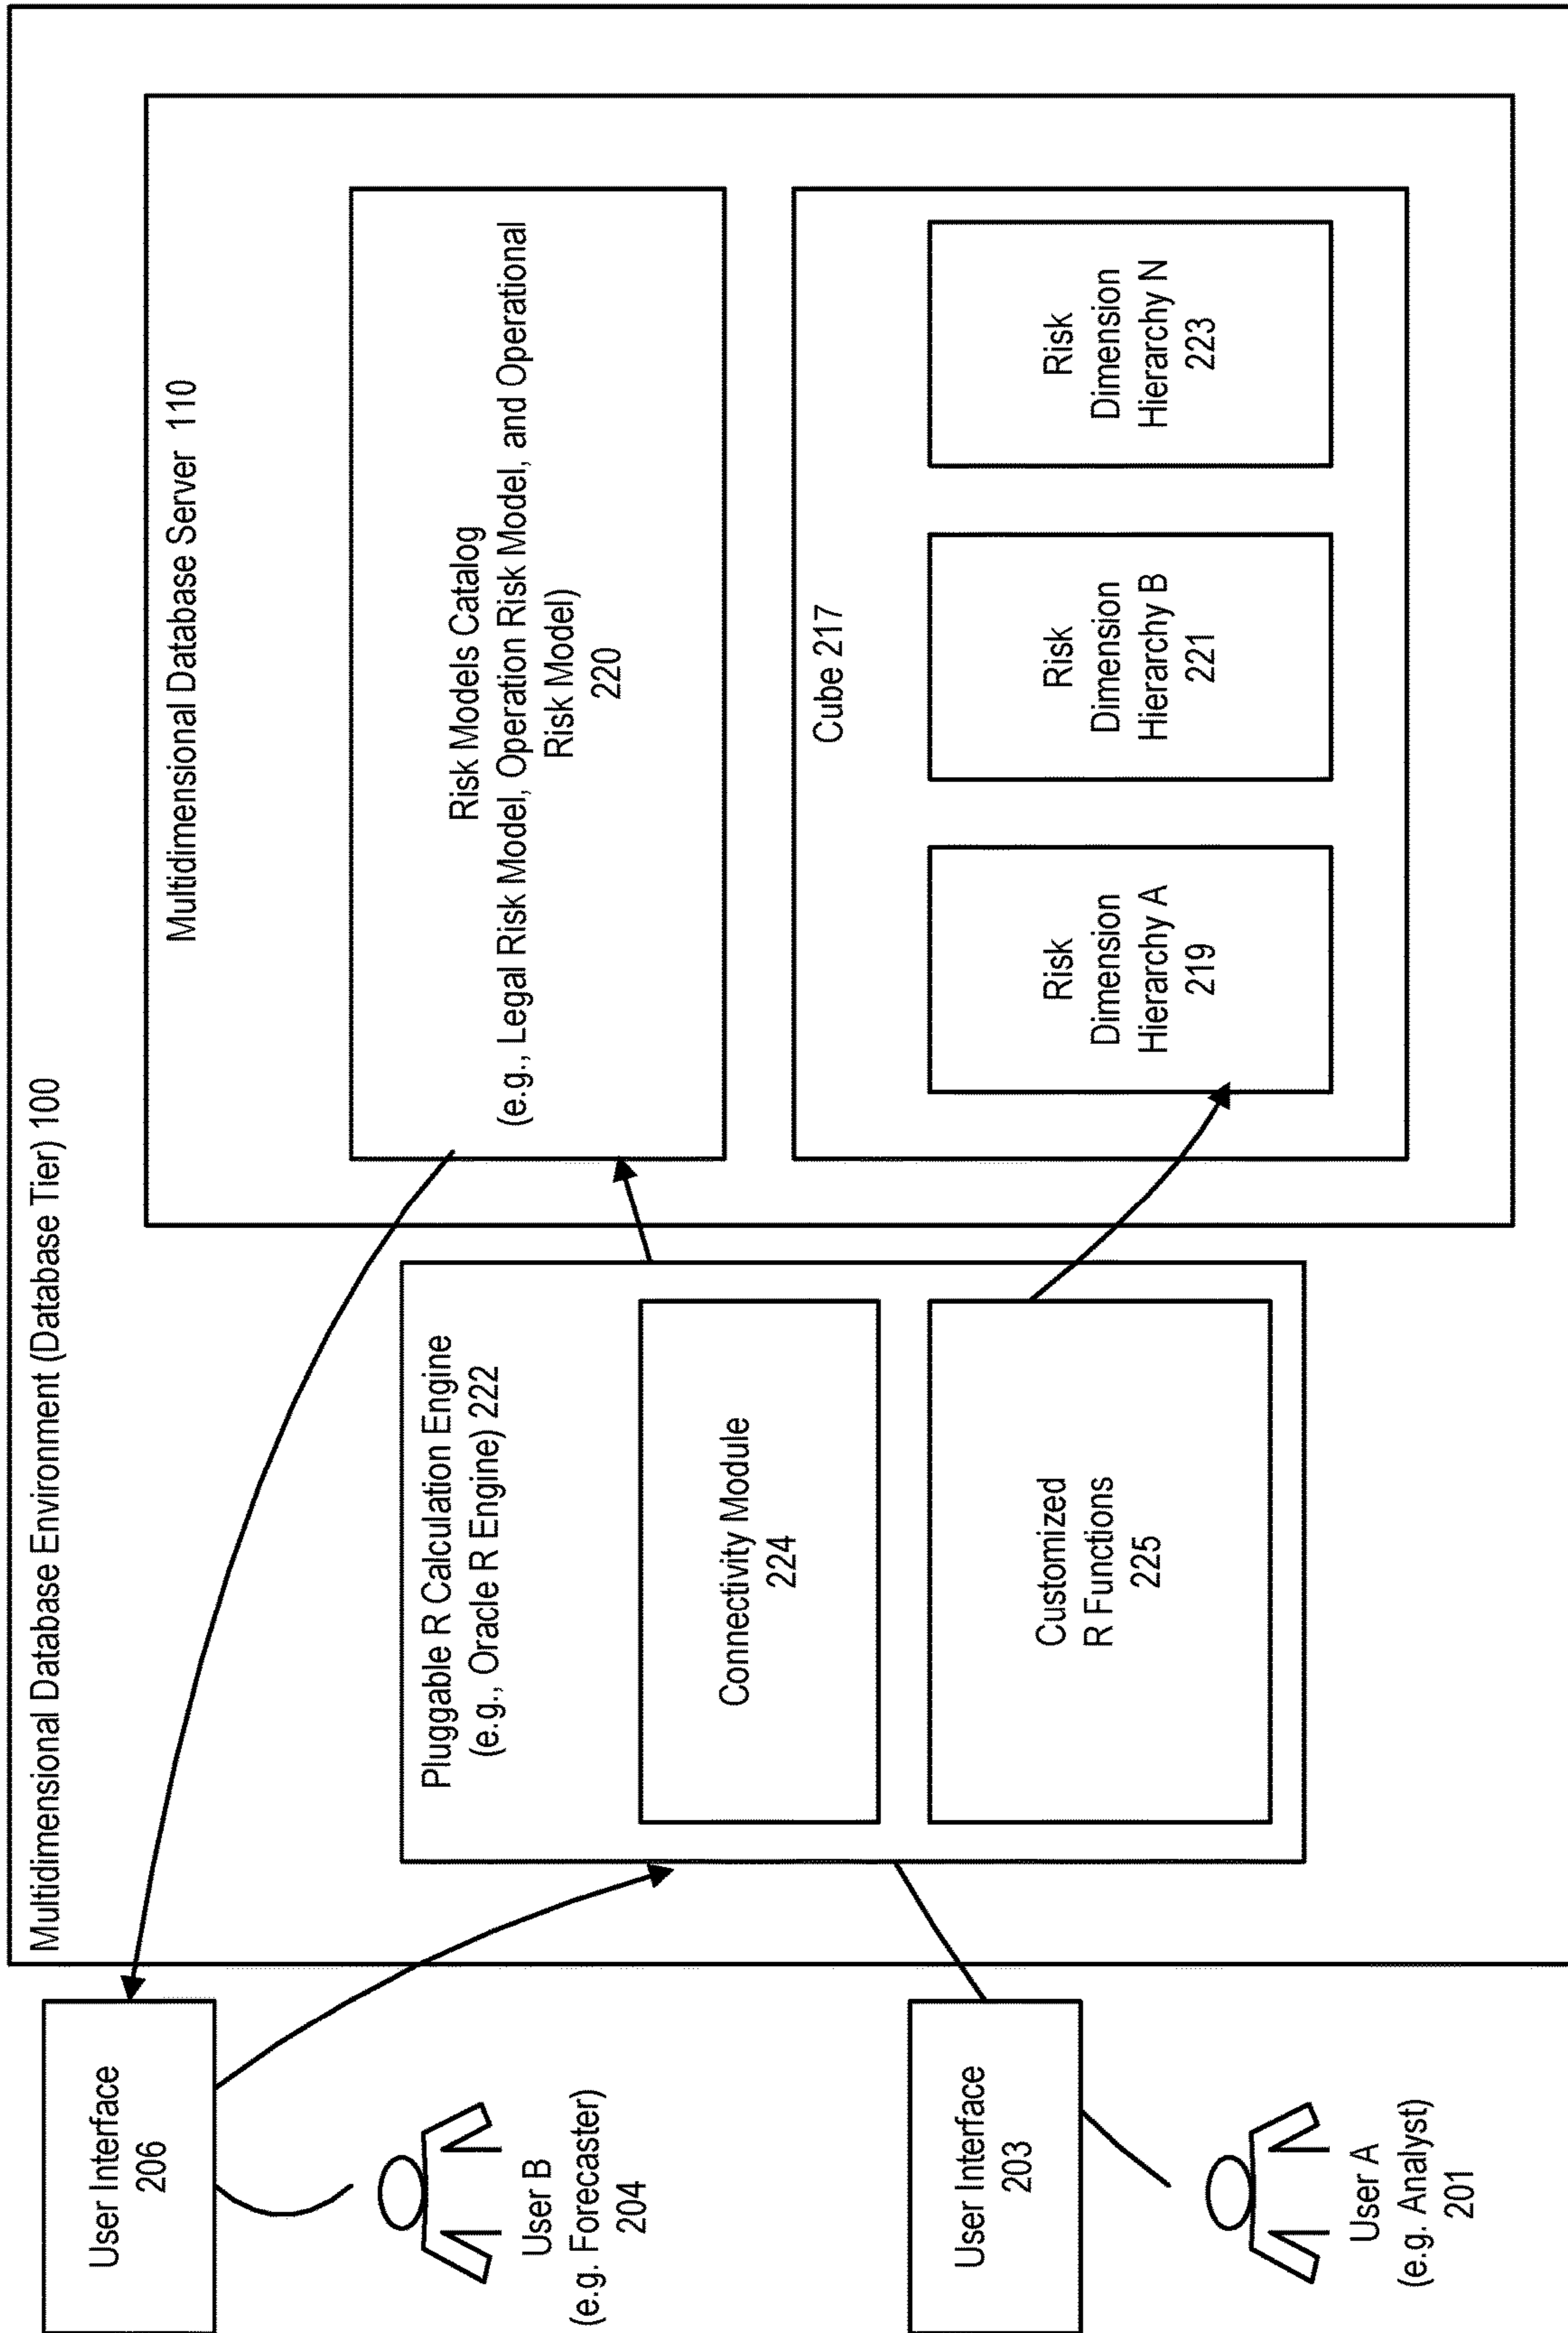 Multidimensional Database Environment (Database Tier) 100
User Interface
206
User B
(e.g. Forecaster)
204
User Interface
203
User A
(e.g. Analyst)
201
Pluggable R Calculation Engine
(e.g., Oracle R Engine) 222
Connectivity Module
224
Customized
R Functions
225
Multidimensional Database Server 110
Risk Models Catalog
(e.g., Legal Risk Model, Operation Risk Model, and Operational
Risk Model)
220
Cube 217
Risk
Dimension
Hierarchy A
219
Risk
Dimension
Hierarchy B
221
Risk
Dimension
Hierarchy N
223